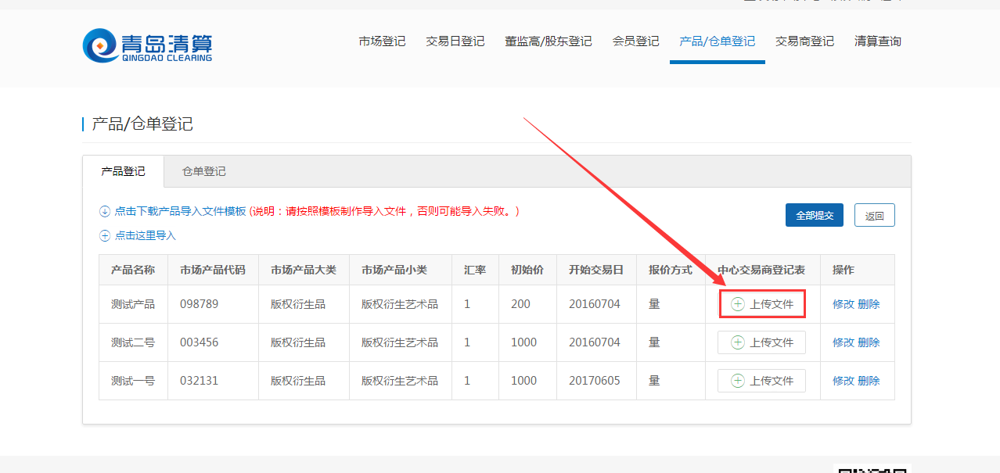 青岛清算
QINGDAO CLEARING
市场登记 交易日登记 董监高/股东登记 会员登记 产品/仓单登记 交易商登记 清算查询
产品/仓单登记
产品登记 仓单登记
点击下载产品导入文件模板 (说明：请按照模板制作导入文件，否则可能导入失败。)
全部提交 返回
点击这里导入
产品名称 市场产品代码 市场产品大类 市场产品小类 汇率 初始价 开始交易日 报价方式 中心交易商登记表 操作
测试产品 098789 版权衍生品 版权衍生艺术品 1 200 20160704 量 上传文件 修改 删除
测试二号 003456 版权衍生品 版权衍生艺术品 1 1000 20160704 量 上传文件 修改 删除
测试一号 032131 版权衍生品 版权衍生艺术品 1 1000 20170605 量 上传文件 修改 删除